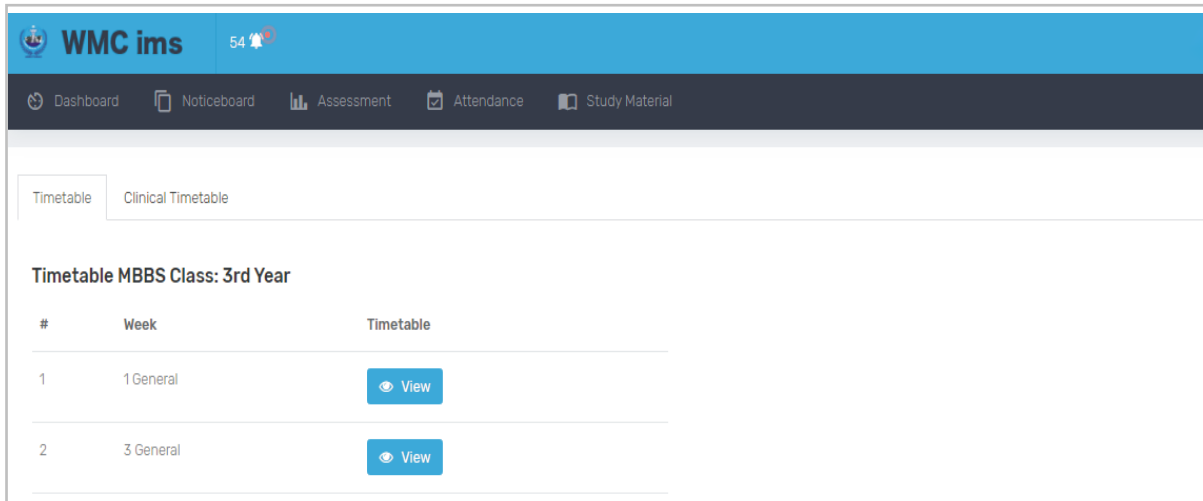 WMC ims 54
Dashboard Noticeboard Assessment Attendance Study Material
Timetable Clinical Timetable
Timetable MBBS Class: 3rd Year
# Week Timetable
1 1 General View
2 3 General View